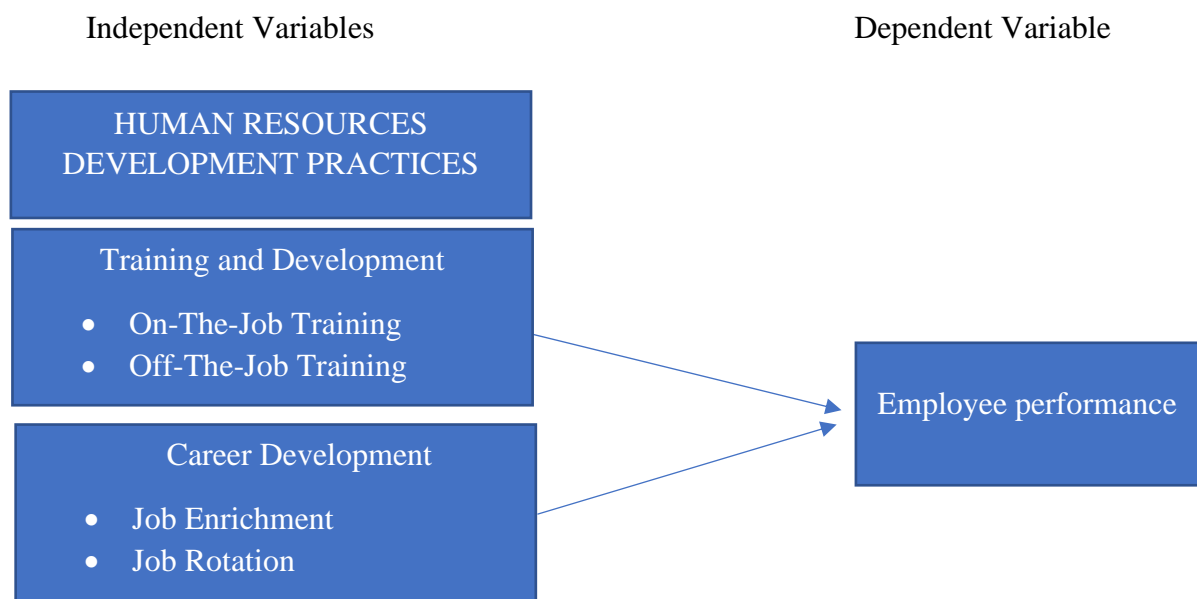 Independent Variables
Dependent Variable
HUMAN RESOURCES
DEVELOPMENT PRACTICES
Training and Development
• On-The-Job Training
• Off-The-Job Training
Employee performance
Career Development
• Job Enrichment
• Job Rotation